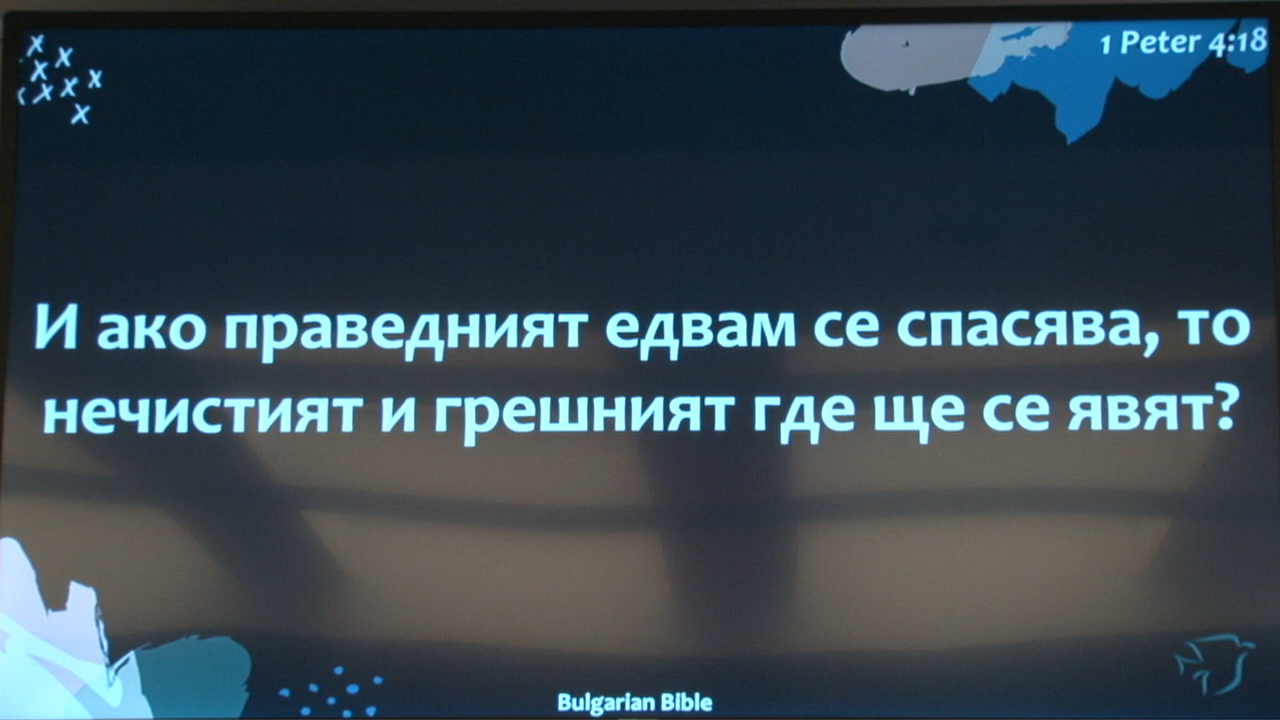 1 Peter 4:18
И ако праведният едвам се спасява, то
нечистият и грешният где ще се явят?
Bulgarian Bible